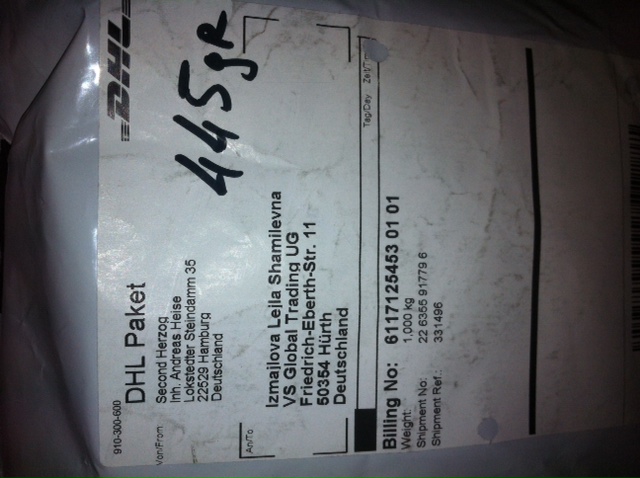 910-300-600
DHL
DHL Paket
445gR
Von/From
Second Herzog
Inh. Andreas Heise
Lokstedter Steindamm 35
22529 Hamburg
Deutschland
An/To
Izmajlova Lejla Shamilevna
VS Global Trading UG
Friedrich-Eberth-Str. 11
50354 Hürth
Deutschland
Tag/Day
Billing No: 6117125453 01 01
Weight: 1,000 kg
Shipment No: 22 6355 91779 6
Shipment Ref.: 331496